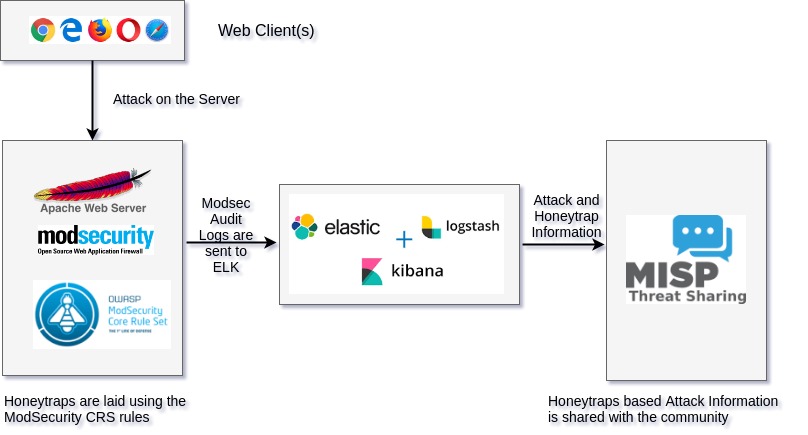 Web Client(s)
Attack on the Server
Apache Web Server
modsecurity
Open Source Web Application Firewall
OWASP
ModSecurity
Core Rule Set
THE 1ST LINE OF DEFENSE
Honeytraps are laid using the
ModSecurity CRS rules
Modsec
Audit
Logs are
sent to
ELK
elastic
+
logstash
kibana
Attack and
Honeytrap
Information
MISP
Threat Sharing
Honeytraps based Attack Information
is shared with the community